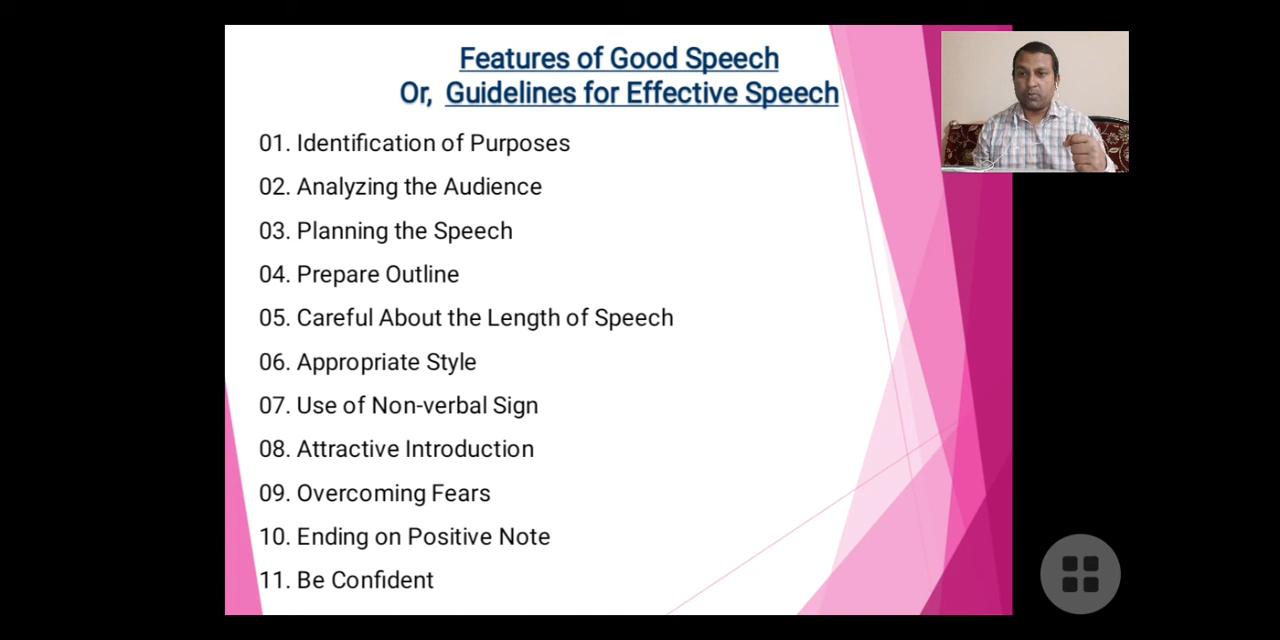 Features of Good Speech
Or, Guidelines for Effective Speech
01. Identification of Purposes
02. Analyzing the Audience
03. Planning the Speech
04. Prepare Outline
05. Careful About the Length of Speech
06. Appropriate Style
07. Use of Non-verbal Sign
08. Attractive Introduction
09. Overcoming Fears
10. Ending on Positive Note
11. Be Confident